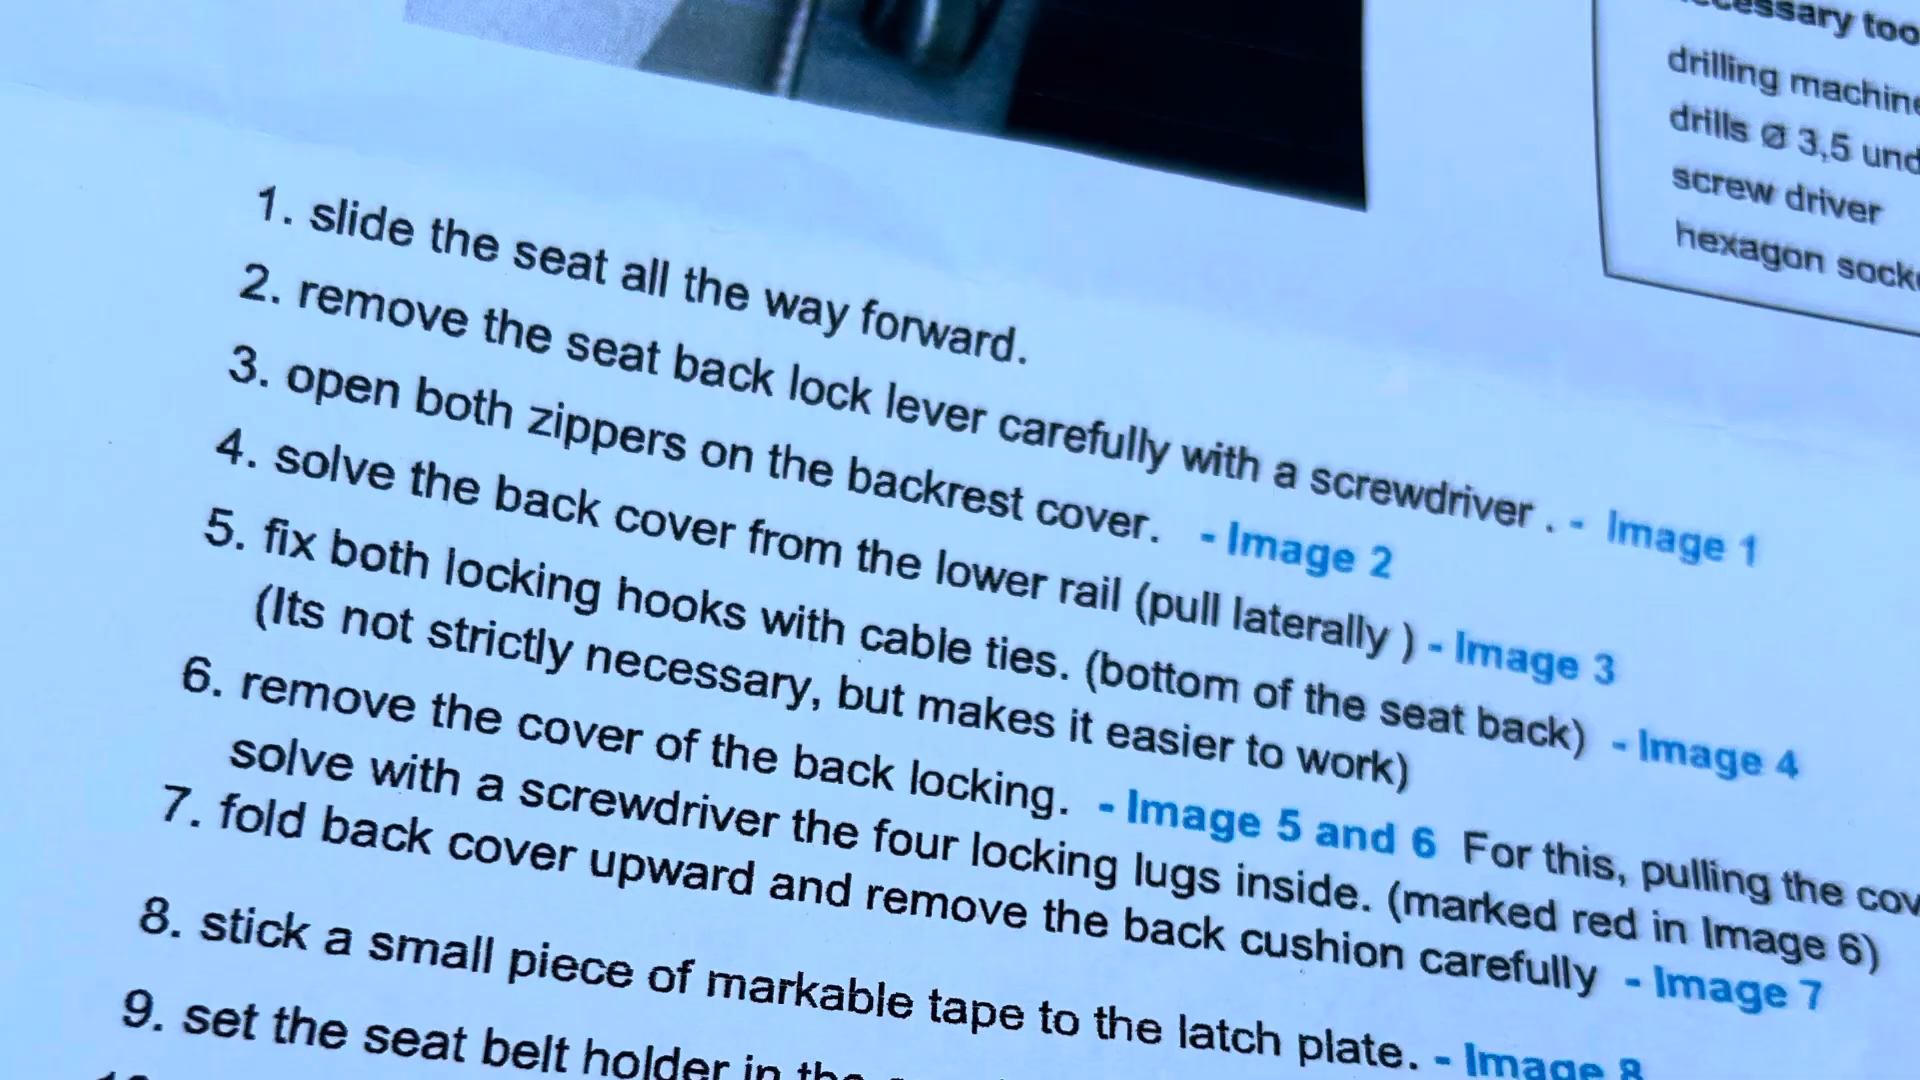 necessary too
drilling machine
drills ø 3,5 und
screw driver
hexagon socke
1. slide the seat all the way forward.
2. remove the seat back lock lever carefully with a screwdriver . - Image 1
3. open both zippers on the backrest cover. - Image 2
4. solve the back cover from the lower rail (pull laterally ) - Image 3
5. fix both locking hooks with cable ties. (bottom of the seat back) - Image 4
(Its not strictly necessary, but makes it easier to work)
6. remove the cover of the back locking. - Image 5 and 6 For this, pulling the cov
solve with a screwdriver the four locking lugs inside. (marked red in Image 6)
7. fold back cover upward and remove the back cushion carefully - Image 7
8. stick a small piece of markable tape to the latch plate. - Image 8
9. set the seat belt holder in the